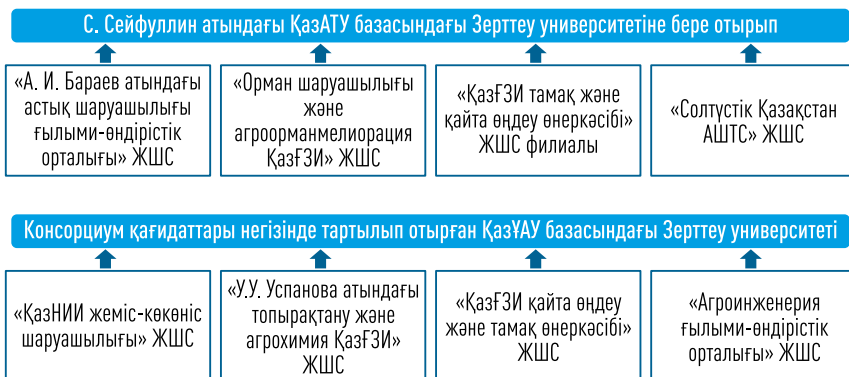 С. Сейфуллин атындағы ҚазАТУ базасындағы Зерттеу университетіне бере отырып
«А. И. Бараев атындағы
астық шаруашылығы
ғылыми-өндірістік
орталығы» ЖШС
«Орман шаруашылығы
және
агроорманмелиорация
ҚазҒЗИ» ЖШС
«ҚазҒЗИ тамақ және
қайта өңдеу өнеркәсібі»
ЖШС филиалы
«Солтүстік Қазақстан
АШТС» ЖШС
Консорциум қағидаттары негізінде тартылып отырған ҚазҰАУ базасындағы Зерттеу университеті
«ҚазНИИ жеміс-көкөніс
шаруашылығы» ЖШС
«У.У. Успанова атындағы
топырақтану және
агрохимия ҚазҒЗИ»
ЖШС
«ҚазҒЗИ қайта өңдеу
және тамақ өнеркәсібі»
ЖШС
«Агроинженерия
ғылыми-өндірістік
орталығы» ЖШС